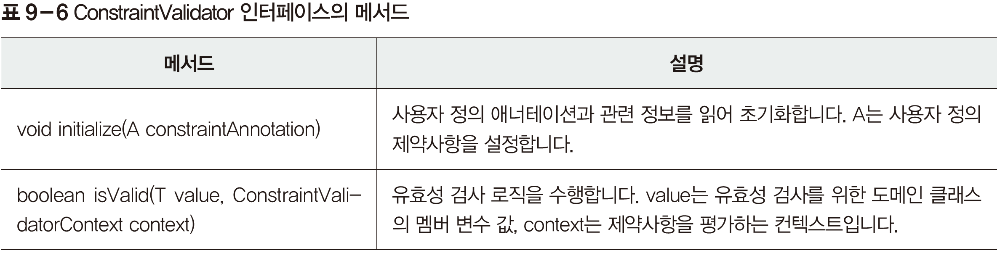 표 9-6 ConstraintValidator 인터페이스의 메서드
메서드
설명
void initialize(A constraintAnnotation)
사용자 정의 애너테이션과 관련 정보를 읽어 초기화합니다. A는 사용자 정의
제약사항을 설정합니다.
boolean isValid(T value, ConstraintVali-
datorContext context)
유효성 검사 로직을 수행합니다. value는 유효성 검사를 위한 도메인 클래스
의 멤버 변수 값, context는 제약사항을 평가하는 컨텍스트입니다.